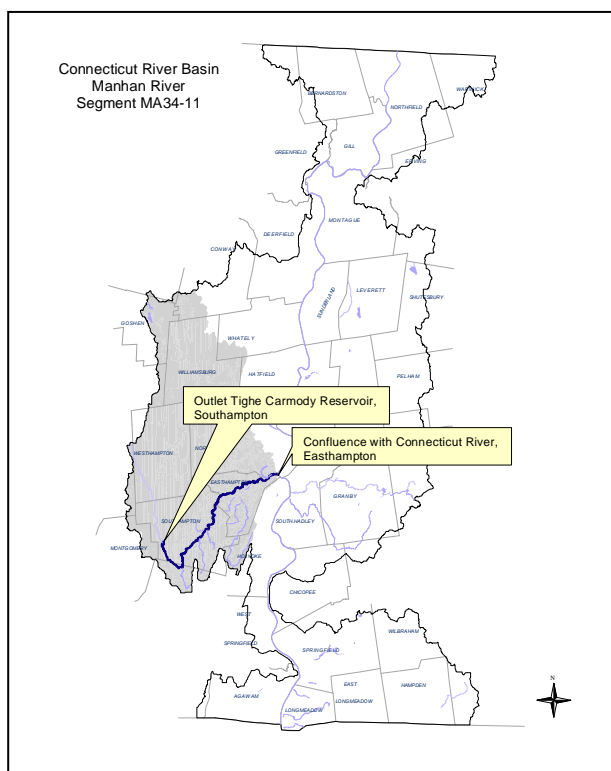 Connecticut River Basin
Manhan River
Segment MA34-11
BERNARDSTON
NORTHFIELD
WARWICK
GILL
GREENFIELD
ERVING
MONTAGUE
DEERFIELD
CONWAY
LEVERETT
SUNDERLAND
SHUTESBURY
GOSHEN
WHATELY
WILLIAMSBURG
HATFIELD
PELHAM
Outlet Tighe Carmody Reservoir,
Southampton
Confluence with Connecticut River,
Easthampton
WESTHAMPTON
NOR
EASTHAMPTON
GRANBY
SOUTHAMPTON
SOUTH HADLEY
MONTGOMERY
HOLYOKE
CHICOPEE
WEST
SPRINGFIELD
WILBRAHAM
SPRINGFIELD
EAST
LONGMEADOW
HAMPDEN
AGAWAM
LONGMEADOW
N